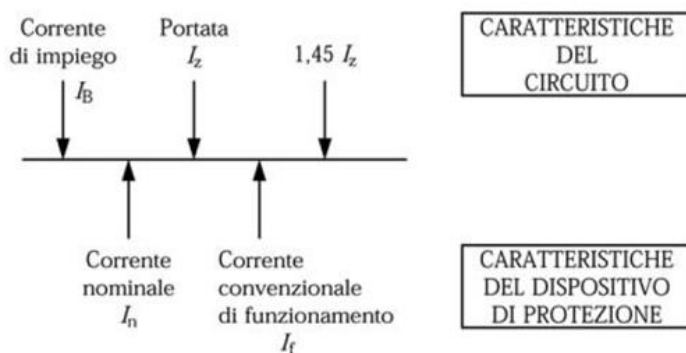 Corrente
di impiego
I_B
Portata
I_z
1,45 I_z
CARATTERISTICHE
DEL
CIRCUITO
Corrente
nominale
I_n
Corrente
convenzionale
di funzionamento
I_f
CARATTERISTICHE
DEL DISPOSITIVO
DI PROTEZIONE